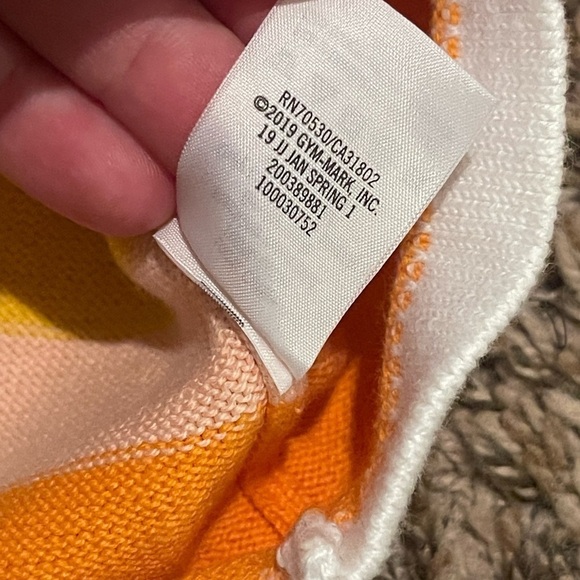 RN70530/CA31802
©2019 GYM-MARK, INC.
19 JJ JAN SPRING 1
200389881
100030752